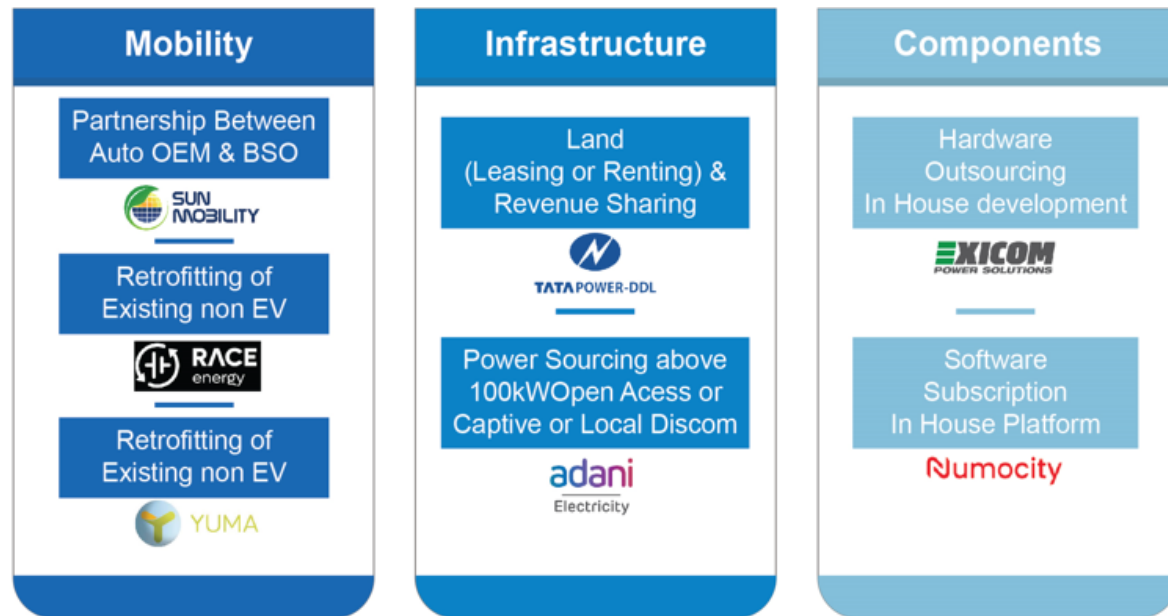 Mobility
Partnership Between
Auto OEM & BSO
SUN
MOBILITY
Retrofitting of
Existing non EV
RACE
energy
Retrofitting of
Existing non EV
YUMA
Infrastructure
Land
(Leasing or Renting) &
Revenue Sharing
TATA POWER-DDL
Power Sourcing above
100kWOpen Acess or
Captive or Local Discom
adani
Electricity
Components
Hardware
Outsourcing
In House development
EXICOM
POWER SOLUTIONS
Software
Subscription
In House Platform
Numocity